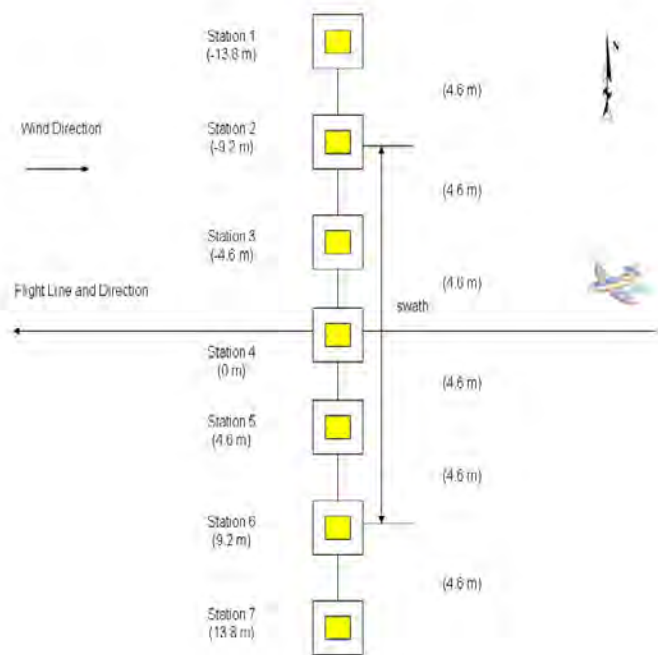 Station 1
(-13.8 m)
N
(4.6 m)
Wind Direction
Station 2
(-9.2 m)
(4.6 m)
Station 3
(-4.6 m)
(4.6 m)
Flight Line and Direction
swath
Station 4
(0 m)
(4.6 m)
Station 5
(4.6 m)
(4.6 m)
Station 6
(9.2 m)
(4.6 m)
Station 7
(13.8 m)